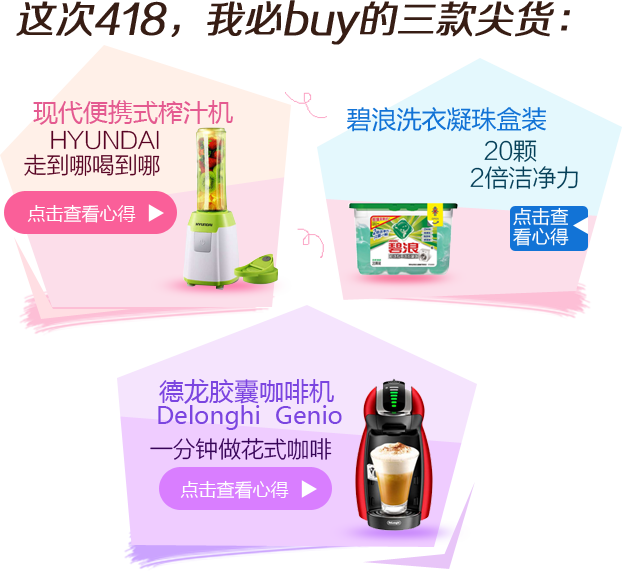 这次418，我必buy的三款尖货：
现代便携式榨汁机
HYUNDAI
走到哪喝到哪
点击查看心得
HYUNDAI
碧浪洗衣凝珠盒装
20颗
2倍洁净力
点击查
看心得
碧浪
德龙胶囊咖啡机
Delonghi Genio
一分钟做花式咖啡
点击查看心得